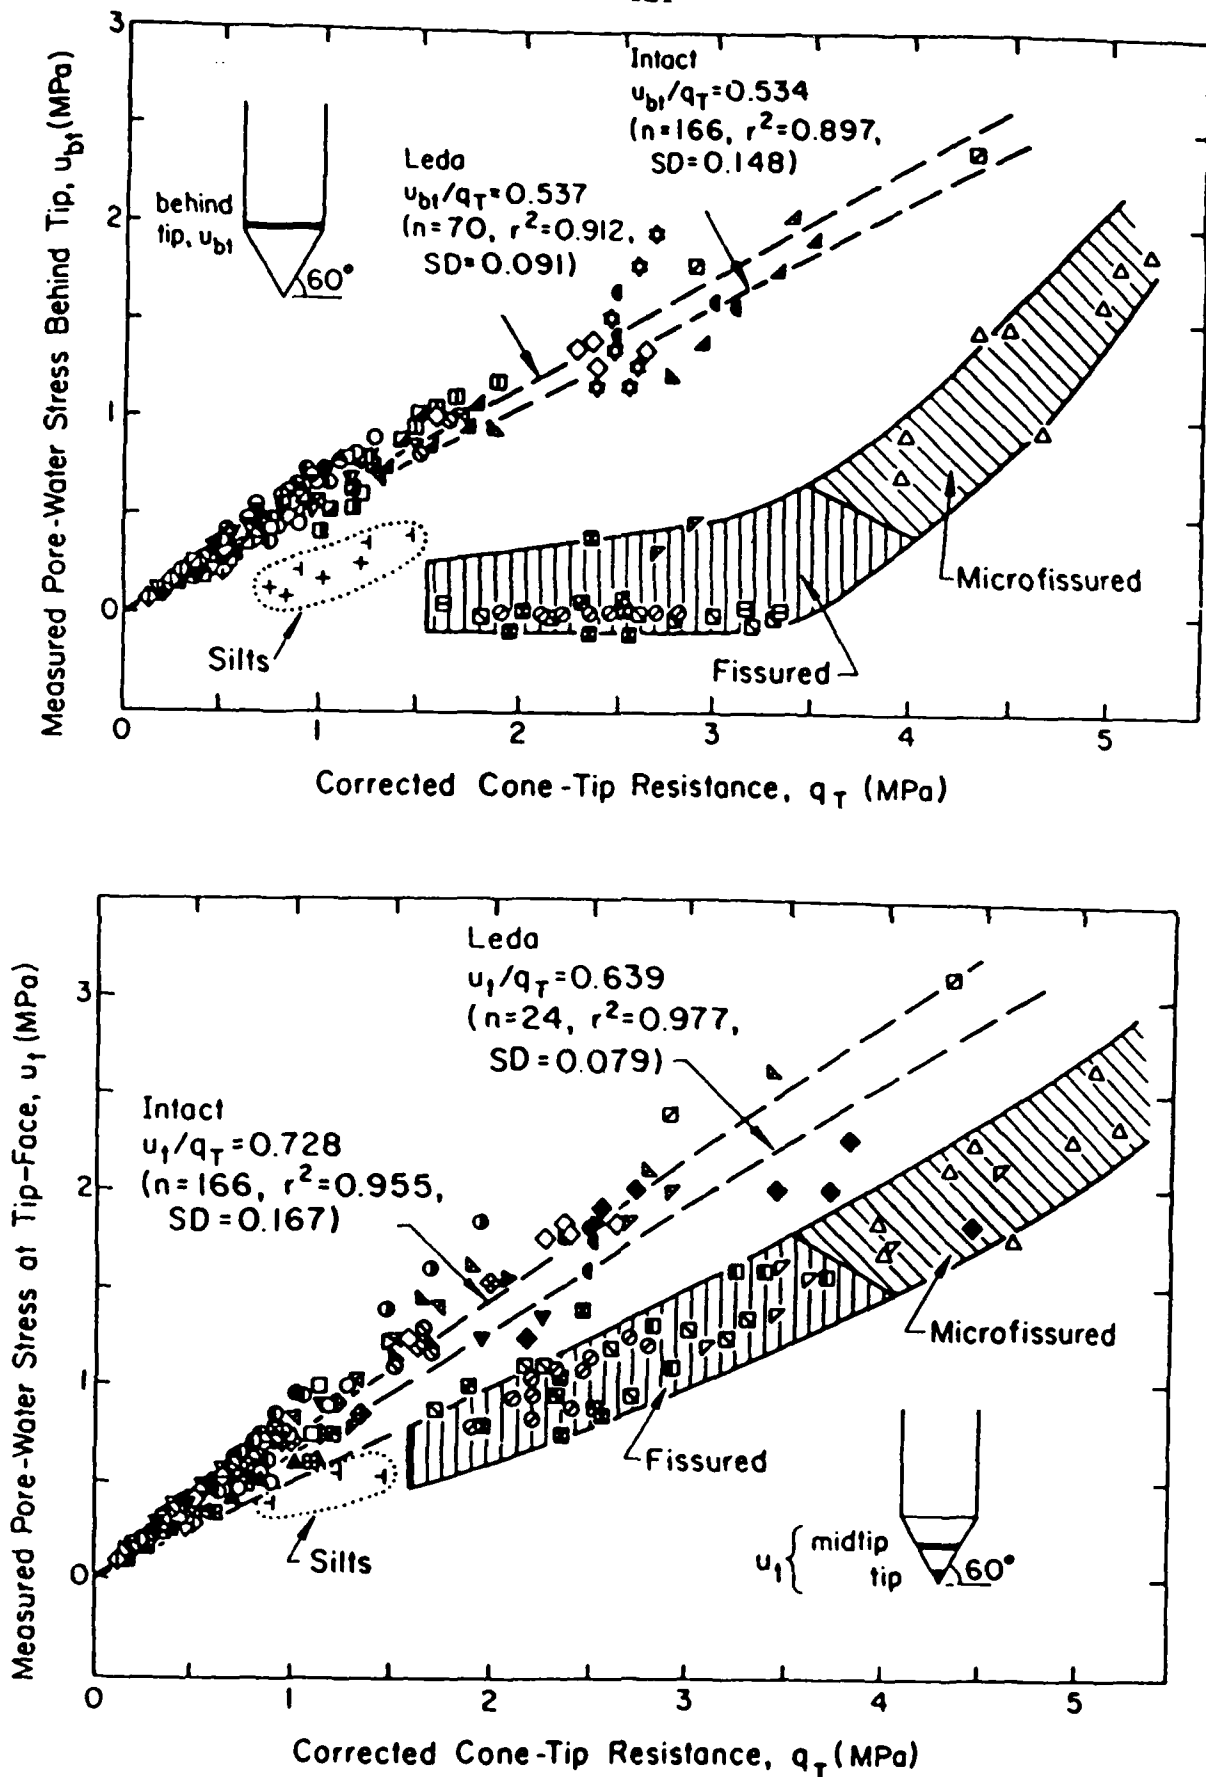 3
2
1
0
Measured Pore-Water Stress Behind Tip, u_bt (MPa)
behind
tip, u_bt
60°
Leda
u_bt/q_T=0.537
(n=70, r²=0.912,
SD=0.091)
Intact
u_bt/q_T=0.534
(n=166, r²=0.897,
SD=0.148)
Silts
Fissured
Microfissured
0 1 2 3 4 5
Corrected Cone-Tip Resistance, q_T (MPa)
3
2
1
0
Measured Pore-Water Stress at Tip-Face, u_t (MPa)
Leda
u_t/q_T=0.639
(n=24, r²=0.977,
SD=0.079)
Intact
u_t/q_T=0.728
(n=166, r²=0.955,
SD=0.167)
Silts
Fissured
Microfissured
u_t { midtip
tip
60°
0 1 2 3 4 5
Corrected Cone-Tip Resistance, q_T (MPa)